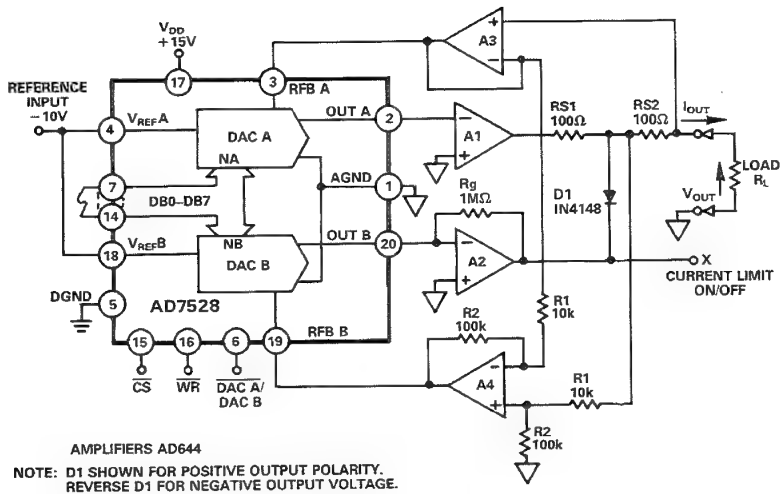 VDD
+15V
REFERENCE
INPUT
−10V
17
3
RFB A
A3
+
−
4
VREFA
DAC A
NA
OUT A
2
−
A1
+
RS1
100Ω
RS2
100Ω
IOUT
LOAD
RL
VOUT
7
14
DB0–DB7
AGND
1
Rg
1MΩ
D1
IN4148
18
VREFB
NB
DAC B
OUT B
20
−
A2
+
X
CURRENT LIMIT
ON/OFF
DGND
5
AD7528
RFB B
R2
100k
R1
10k
15
16
6
19
CS
WR
DAC A/
DAC B
−
A4
+
R1
10k
R2
100k
AMPLIFIERS AD644
NOTE: D1 SHOWN FOR POSITIVE OUTPUT POLARITY.
REVERSE D1 FOR NEGATIVE OUTPUT VOLTAGE.